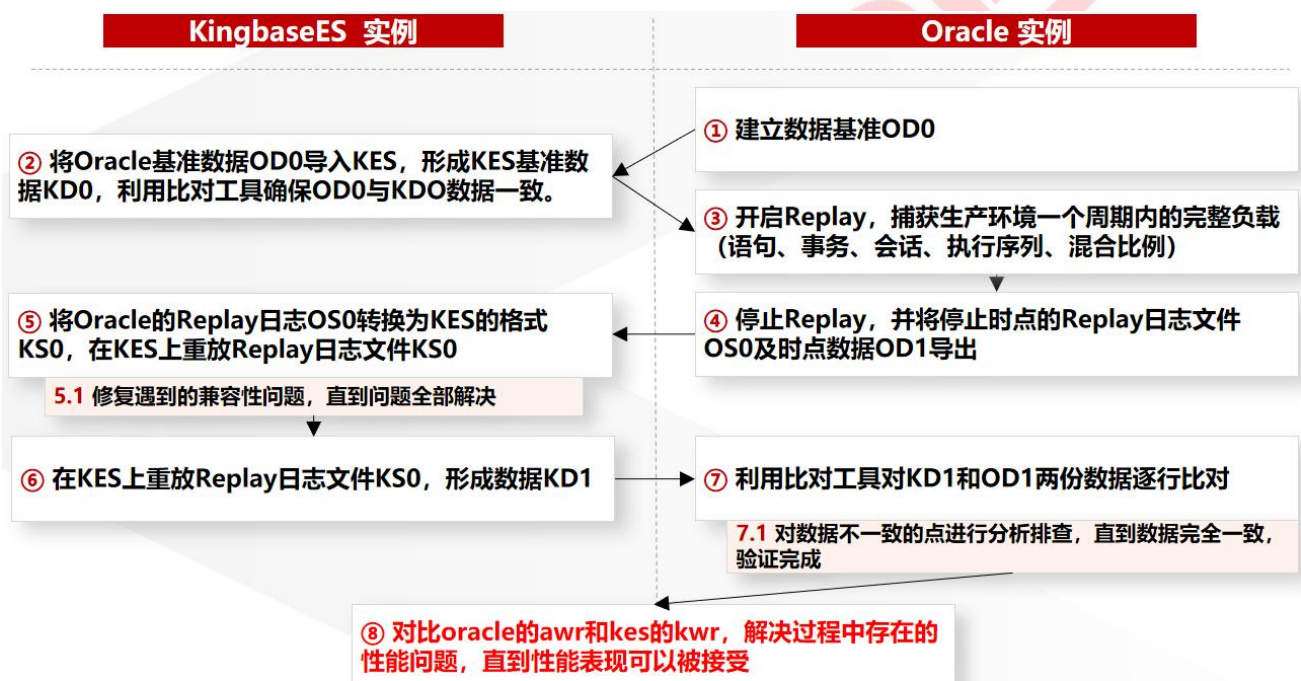 KingbaseES 实例
Oracle 实例
① 建立数据基准OD0
② 将Oracle基准数据OD0导入KES，形成KES基准数
据KD0，利用比对工具确保OD0与KDO数据一致。
③ 开启Replay，捕获生产环境一个周期内的完整负载
（语句、事务、会话、执行序列、混合比例）
④ 停止Replay，并将停止时点的Replay日志文件
OS0及时点数据OD1导出
⑤ 将Oracle的Replay日志OS0转换为KES的格式
KS0，在KES上重放Replay日志文件KS0
5.1 修复遇到的兼容性问题，直到问题全部解决
⑥ 在KES上重放Replay日志文件KS0，形成数据KD1
⑦ 利用比对工具对KD1和OD1两份数据逐行比对
7.1 对数据不一致的点进行分析排查，直到数据完全一致，
验证完成
⑧ 对比oracle的awr和kes的kwr，解决过程中存在的
性能问题，直到性能表现可以被接受